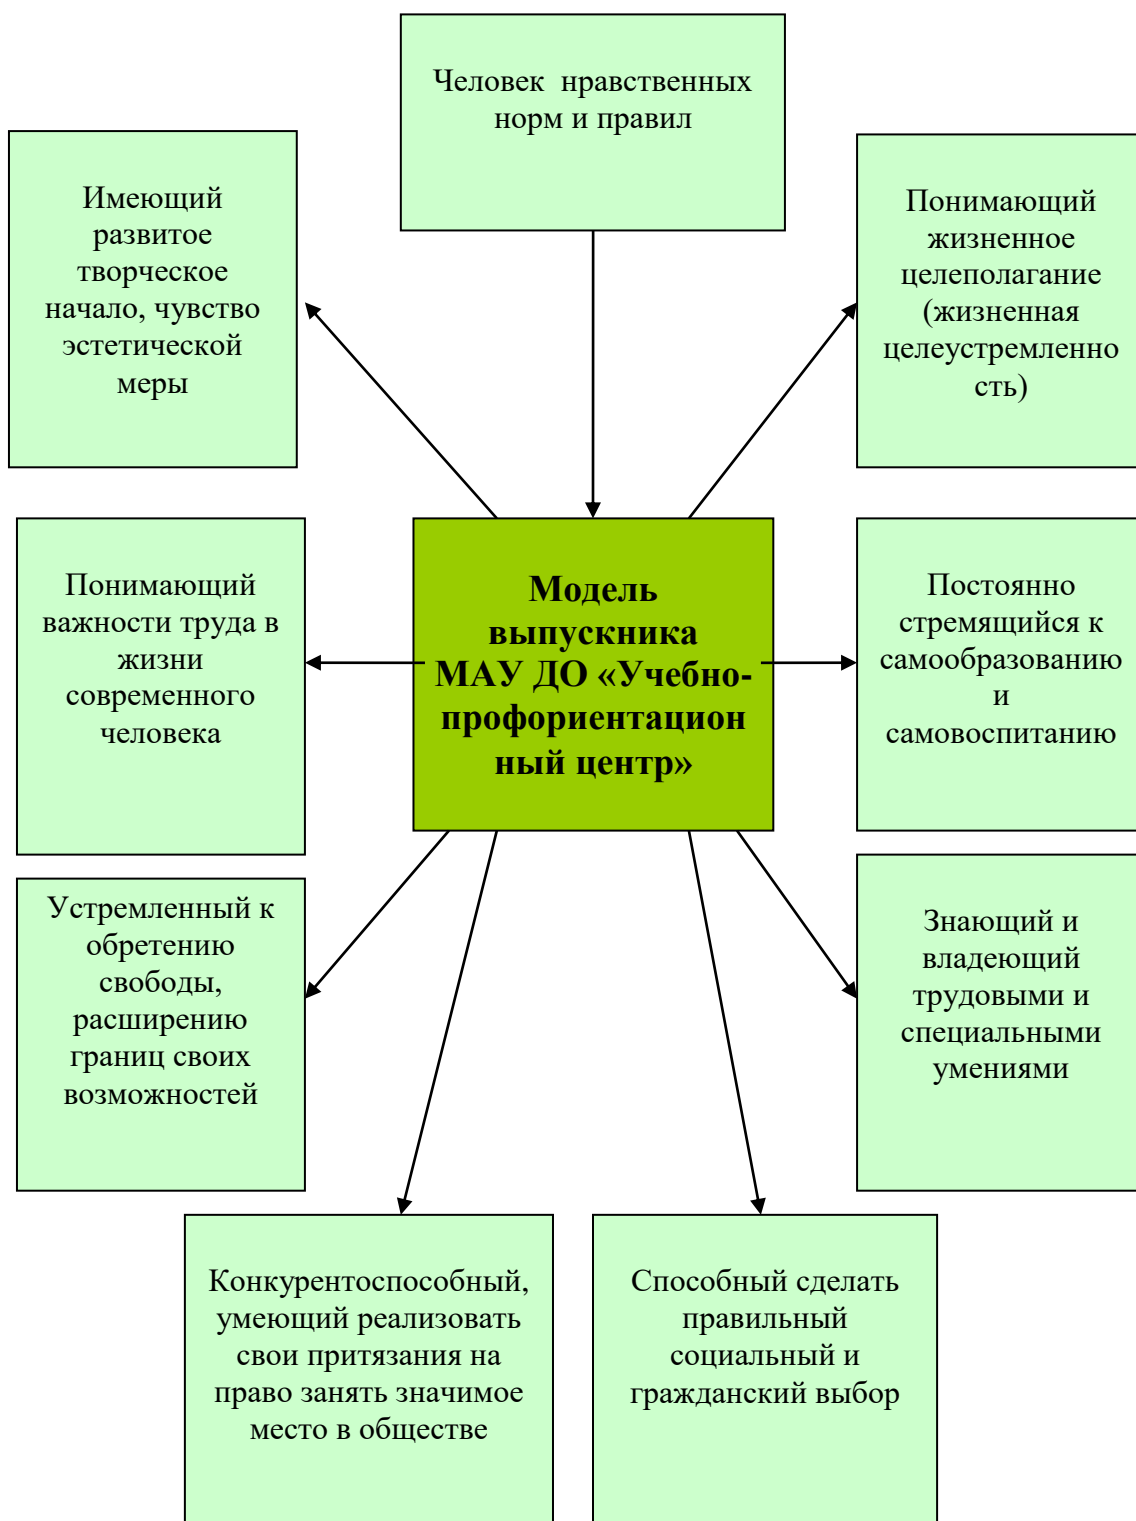 Человек нравственных
норм и правил
Имеющий
развитое
творческое
начало, чувство
эстетической
меры
Понимающий
жизненное
целеполагание
(жизненная
целеустремленно
сть)
Понимающий
важности труда в
жизни
современного
человека
Модель
выпускника
МАУ ДО «Учебно-
профориентацион
ный центр»
Постоянно
стремящийся к
самообразованию
и
самовоспитанию
Устремленный к
обретению
свободы,
расширению
границ своих
возможностей
Знающий и
владеющий
трудовыми и
специальными
умениями
Конкурентоспособный,
умеющий реализовать
свои притязания на
право занять значимое
место в обществе
Способный сделать
правильный
социальный и
гражданский выбор